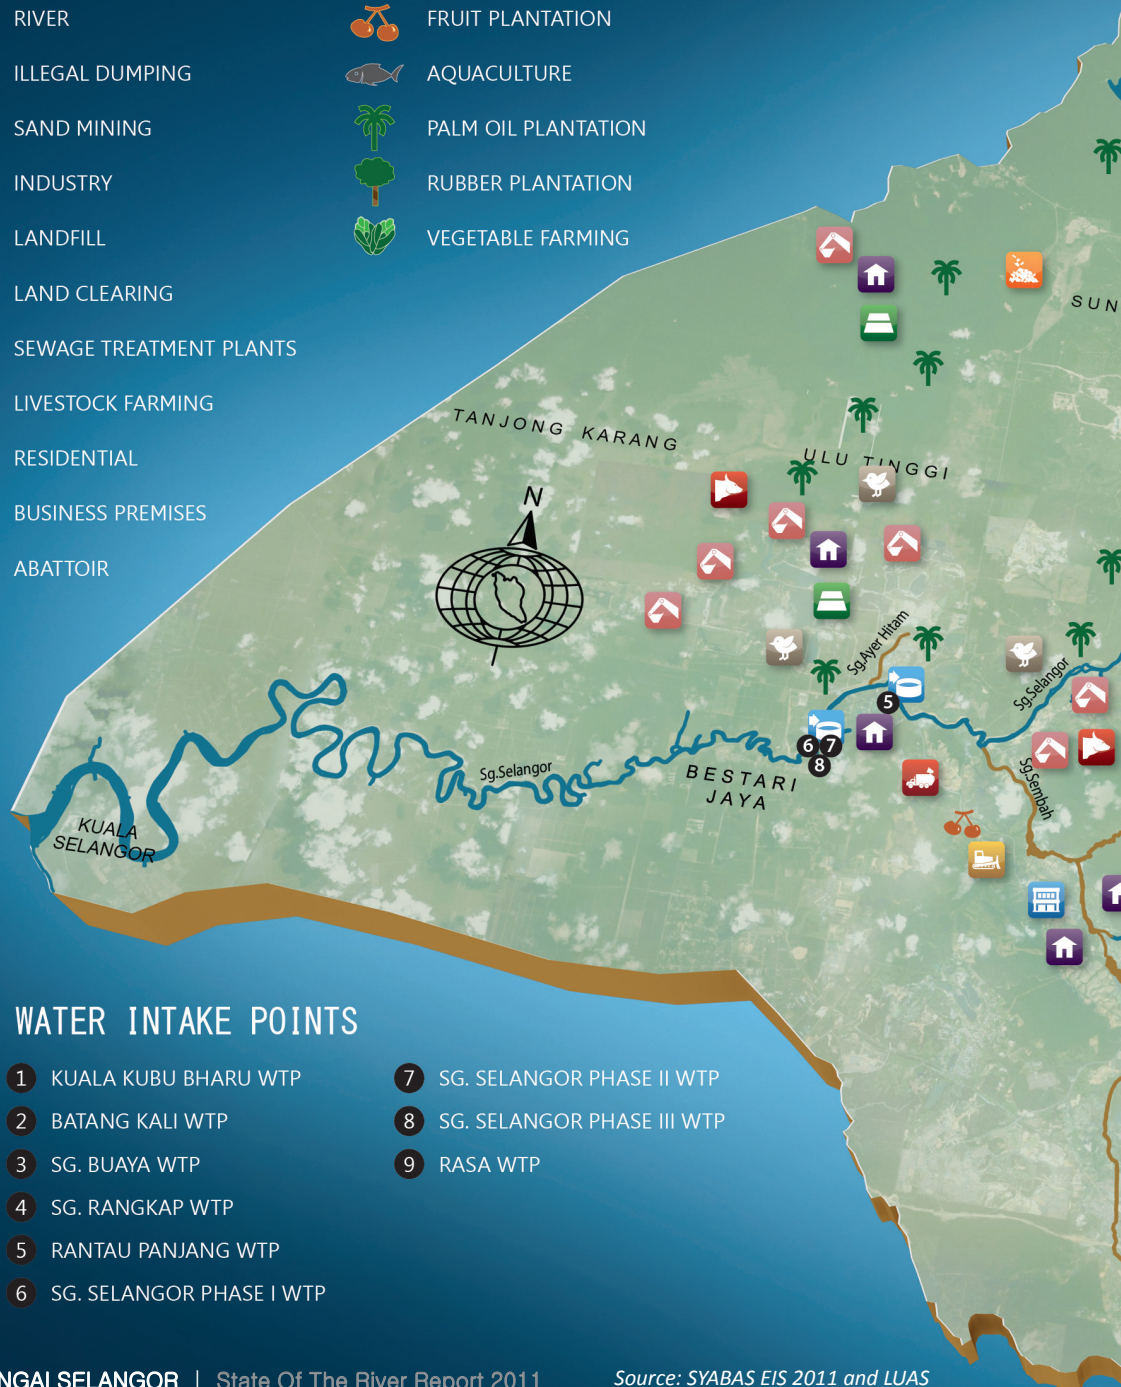 RIVER
ILLEGAL DUMPING
SAND MINING
INDUSTRY
LANDFILL
LAND CLEARING
SEWAGE TREATMENT PLANTS
LIVESTOCK FARMING
RESIDENTIAL
BUSINESS PREMISES
ABATTOIR
FRUIT PLANTATION
AQUACULTURE
PALM OIL PLANTATION
RUBBER PLANTATION
VEGETABLE FARMING
SUN
TANJONG KARANG
ULU TINGGI
N
Sg.Ayer Hitam
Sg.Selangor
5
6 7
8
Sg.Selangor
BESTARI
JAYA
Sg.Sembah
KUALA
SELANGOR
WATER INTAKE POINTS
1 KUALA KUBU BHARU WTP
2 BATANG KALI WTP
3 SG. BUAYA WTP
4 SG. RANGKAP WTP
5 RANTAU PANJANG WTP
6 SG. SELANGOR PHASE I WTP
7 SG. SELANGOR PHASE II WTP
8 SG. SELANGOR PHASE III WTP
9 RASA WTP
NGAI SELANGOR | State Of The River Report 2011
Source: SYABAS EIS 2011 and LUAS